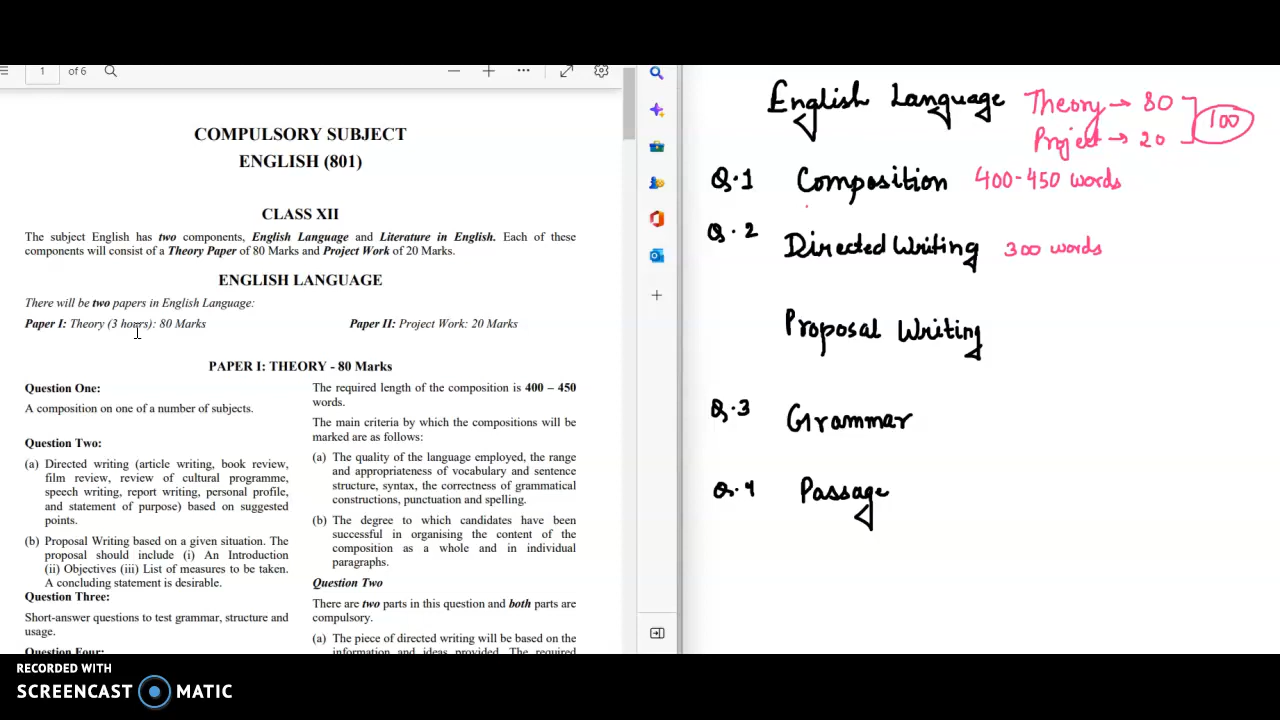 1 of 6
COMPULSORY SUBJECT
ENGLISH (801)
CLASS XII
The subject English has two components, English Language and Literature in English. Each of these
components will consist of a Theory Paper of 80 Marks and Project Work of 20 Marks.
ENGLISH LANGUAGE
There will be two papers in English Language:
Paper I: Theory (3 hours): 80 Marks
Paper II: Project Work: 20 Marks
PAPER I: THEORY - 80 Marks
Question One:
A composition on one of a number of subjects.
Question Two:
(a) Directed writing (article writing, book review,
film review, review of cultural programme,
speech writing, report writing, personal profile,
and statement of purpose) based on suggested
points.
(b) Proposal Writing based on a given situation. The
proposal should include (i) An Introduction
(ii) Objectives (iii) List of measures to be taken.
A concluding statement is desirable.
Question Three:
Short-answer questions to test grammar, structure and
usage.
Question Four:
The required length of the composition is 400 – 450
words.
The main criteria by which the compositions will be
marked are as follows:
(a) The quality of the language employed, the range
and appropriateness of vocabulary and sentence
structure, syntax, the correctness of grammatical
constructions, punctuation and spelling.
(b) The degree to which candidates have been
successful in organising the content of the
composition as a whole and in individual
paragraphs.
Question Two
There are two parts in this question and both parts are
compulsory.
(a) The piece of directed writing will be based on the
information and ideas provided. The required
English Language
Theory → 80
Project → 20
100
Q.1 Composition 400-450 words
Q.2 Directed Writing 300 words
Proposal Writing
Q.3 Grammar
Q.4 Passage
RECORDED WITH
SCREENCAST MATIC